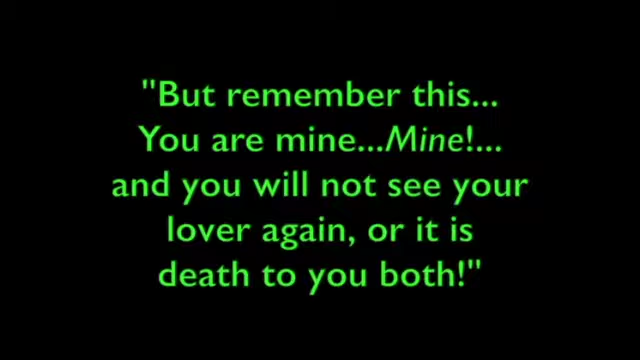 "But remember this...
You are mine...Mine!...
and you will not see your
lover again, or it is
death to you both!"